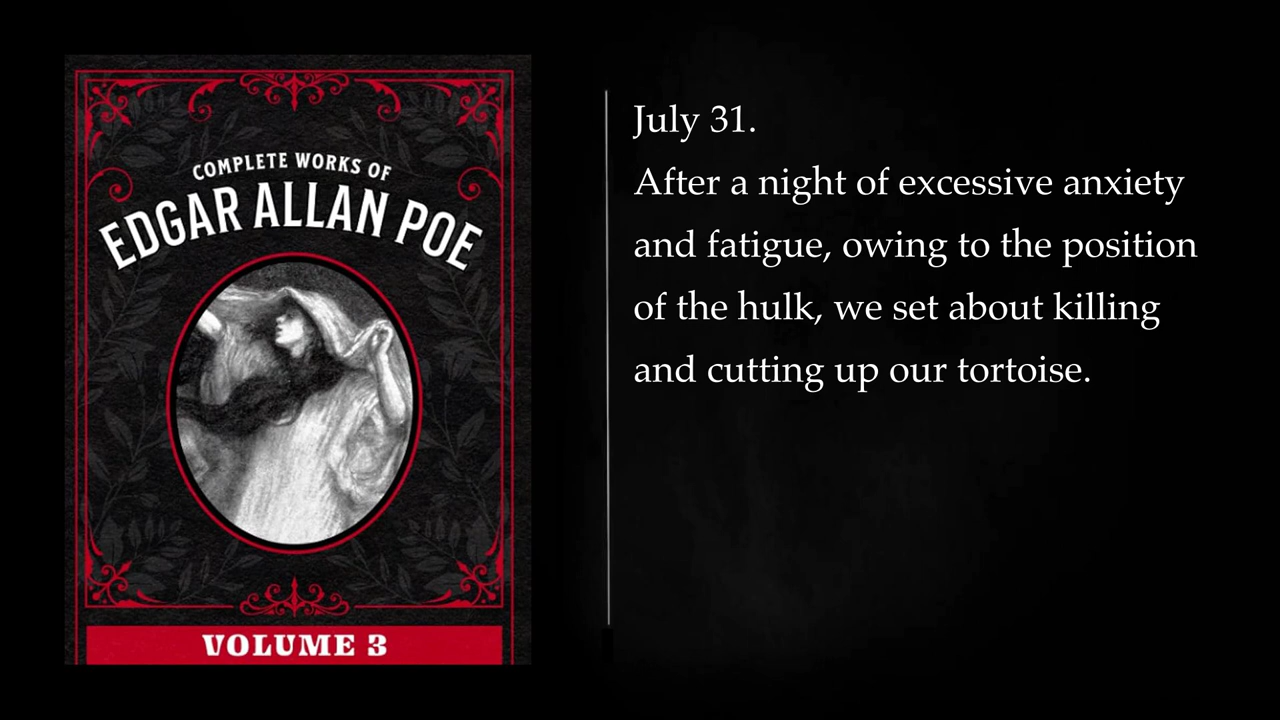 COMPLETE WORKS OF
EDGAR ALLAN POE
VOLUME 3
July 31.
After a night of excessive anxiety
and fatigue, owing to the position
of the hulk, we set about killing
and cutting up our tortoise.